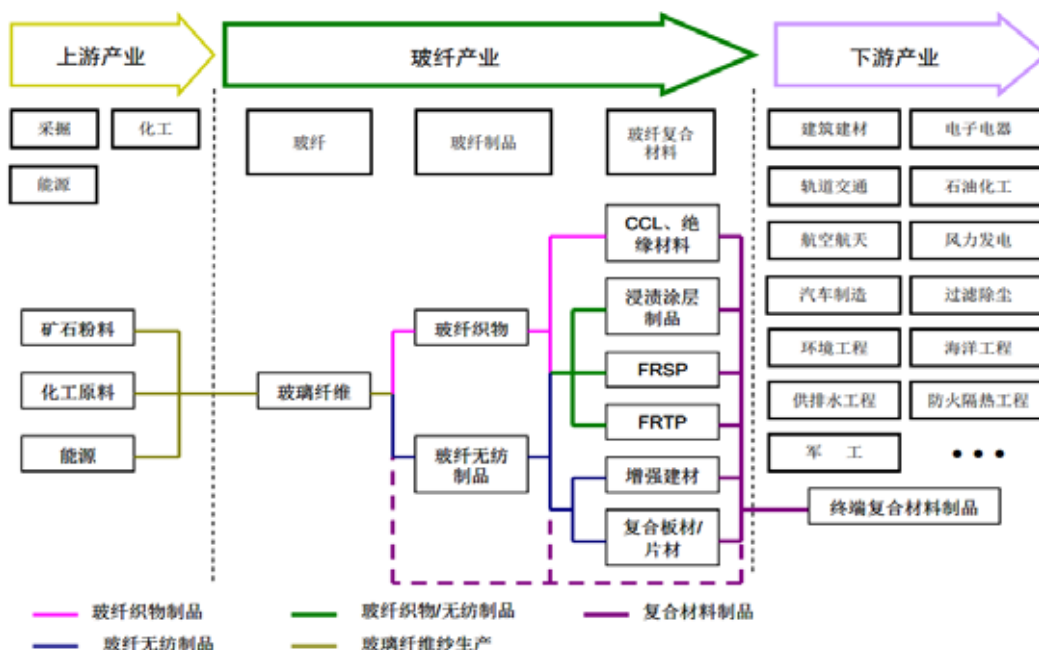 上游产业
玻纤产业
下游产业
采掘
化工
能源
玻纤
玻纤制品
玻纤复合
材料
建筑建材
电子电器
轨道交通
石油化工
航空航天
风力发电
汽车制造
过滤除尘
环境工程
海洋工程
供排水工程
防火隔热工程
军 工
•••
矿石粉料
化工原料
能源
玻璃纤维
玻纤织物
玻纤无纺
制品
CCL、绝
缘材料
浸渍涂层
制品
FRSP
FRTP
增强建材
复合板材/
片材
终端复合材料制品
玻纤织物制品
玻纤织物/无纺制品
复合材料制品
玻纤无纺制品
玻璃纤维纱生产